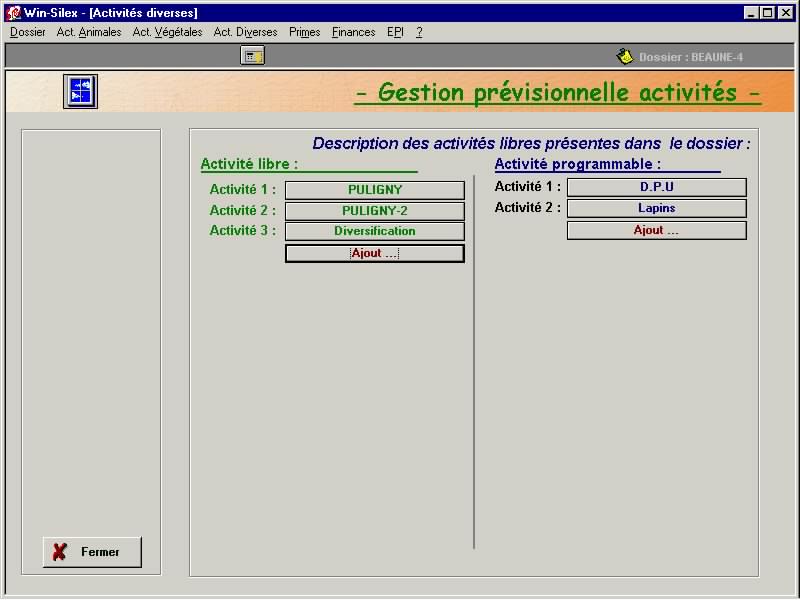 Win-Silex - [Activités diverses]
Dossier Act. Animales Act. Végétales Act. Diverses Primes Finances EPI ?
Dossier : BEAUNE-4
- Gestion prévisionnelle activités -
Description des activités libres présentes dans le dossier :
Activité libre :
Activité 1 : PULIGNY
Activité 2 : PULIGNY-2
Activité 3 : Diversification
Ajout ...
Activité programmable :
Activité 1 : D.P.U
Activité 2 : Lapins
Ajout ...
Fermer